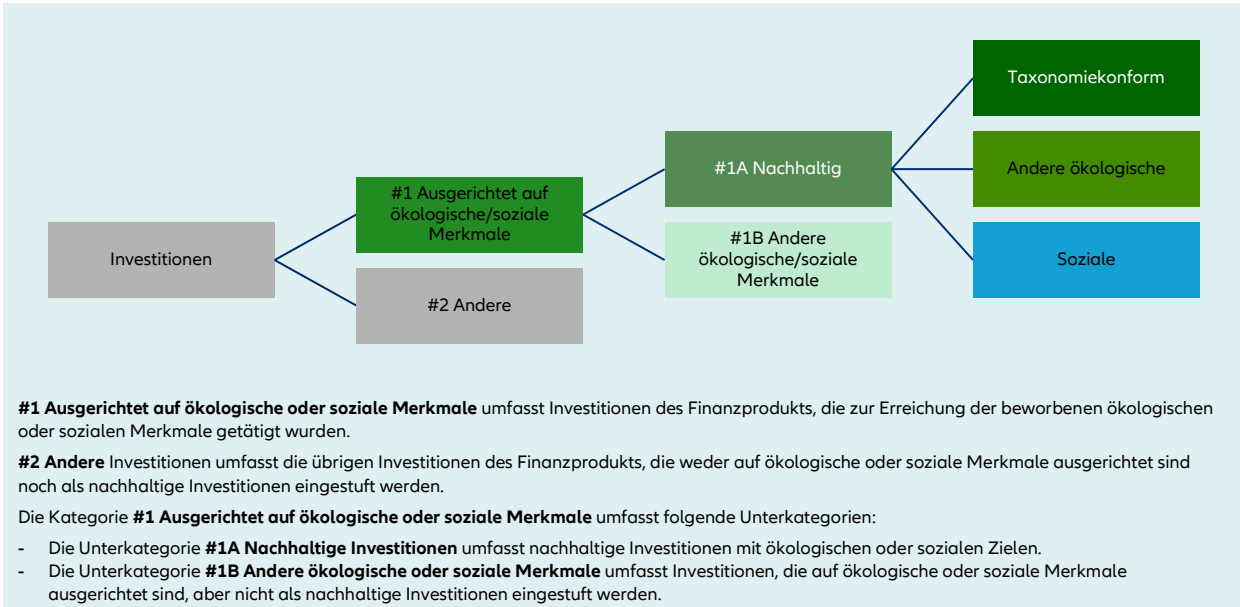 Taxonomiekonform
#1A Nachhaltig
Andere ökologische
#1 Ausgerichtet auf
ökologische/soziale
Merkmale
Investitionen
#1B Andere
ökologische/soziale
Merkmale
Soziale
#2 Andere
#1 Ausgerichtet auf ökologische oder soziale Merkmale umfasst Investitionen des Finanzprodukts, die zur Erreichung der beworbenen ökologischen
oder sozialen Merkmale getätigt wurden.
#2 Andere Investitionen umfasst die übrigen Investitionen des Finanzprodukts, die weder auf ökologische oder soziale Merkmale ausgerichtet sind
noch als nachhaltige Investitionen eingestuft werden.
Die Kategorie #1 Ausgerichtet auf ökologische oder soziale Merkmale umfasst folgende Unterkategorien:
- Die Unterkategorie #1A Nachhaltige Investitionen umfasst nachhaltige Investitionen mit ökologischen oder sozialen Zielen.
- Die Unterkategorie #1B Andere ökologische oder soziale Merkmale umfasst Investitionen, die auf ökologische oder soziale Merkmale
ausgerichtet sind, aber nicht als nachhaltige Investitionen eingestuft werden.